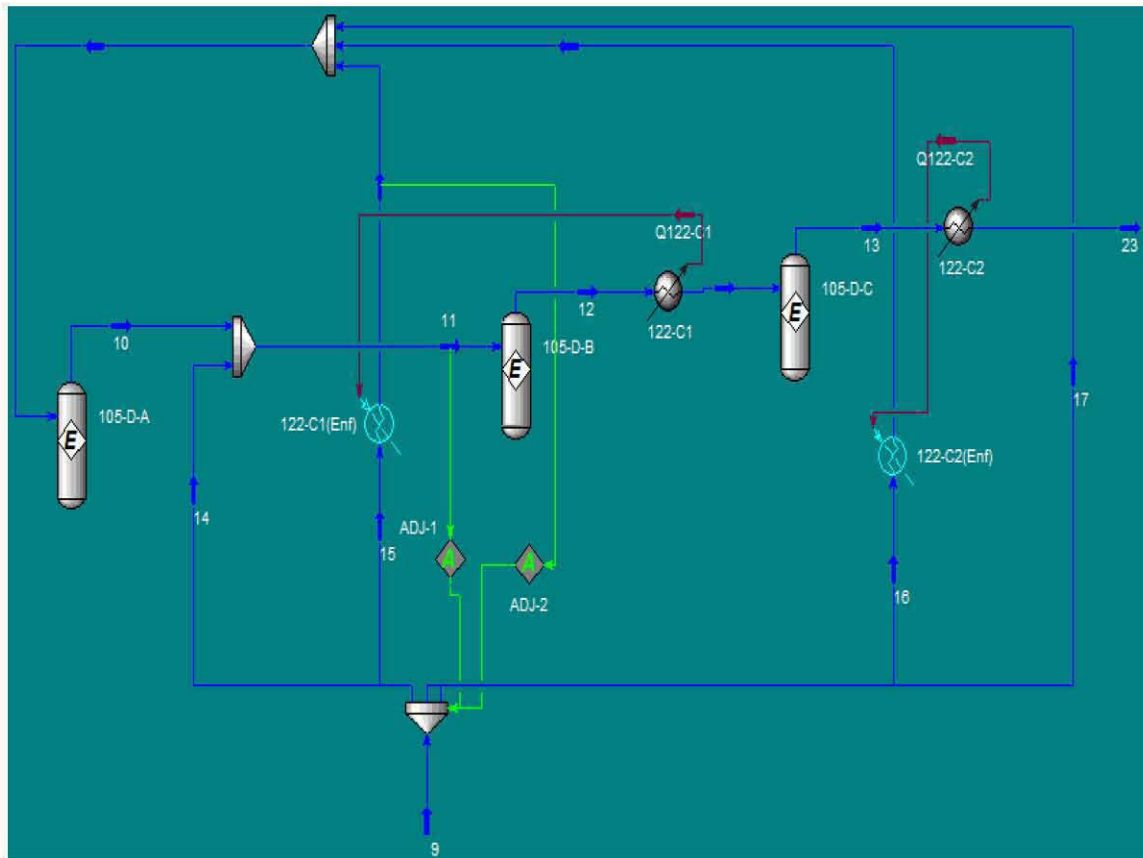 Q122-C2
Q122-C1
13
23
122-C2
105-D-C
12
122-C1
10
11
105-D-B
E
E
E
105-D-A
122-C1(Enf)
17
122-C2(Enf)
14
ADJ-1
15
A
A
ADJ-2
16
9